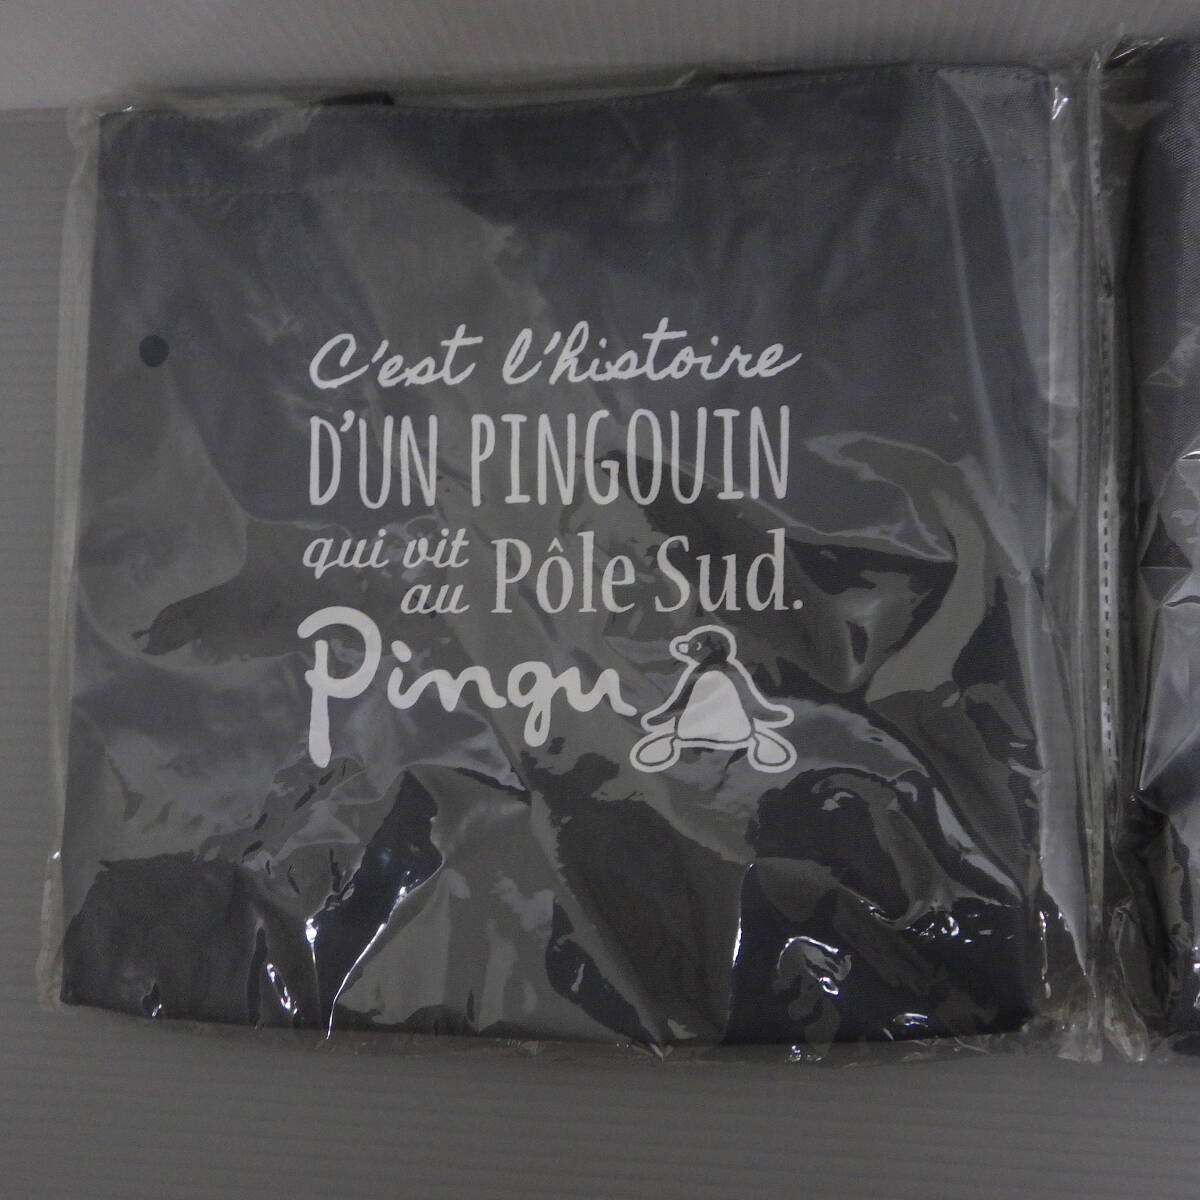 C'est l'histoire
D'UN PINGOUIN
qui vit
au Pôle Sud.
Pingu